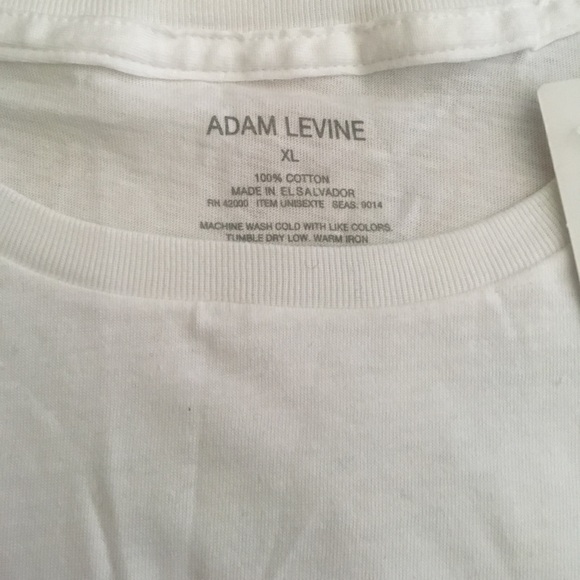 ADAM LEVINE
XL
100% COTTON
MADE IN EL SALVADOR
RH 42000 ITEM UNISEXTE SEAS. 9014
MACHINE WASH COLD WITH LIKE COLORS.
TUMBLE DRY LOW. WARM IRON